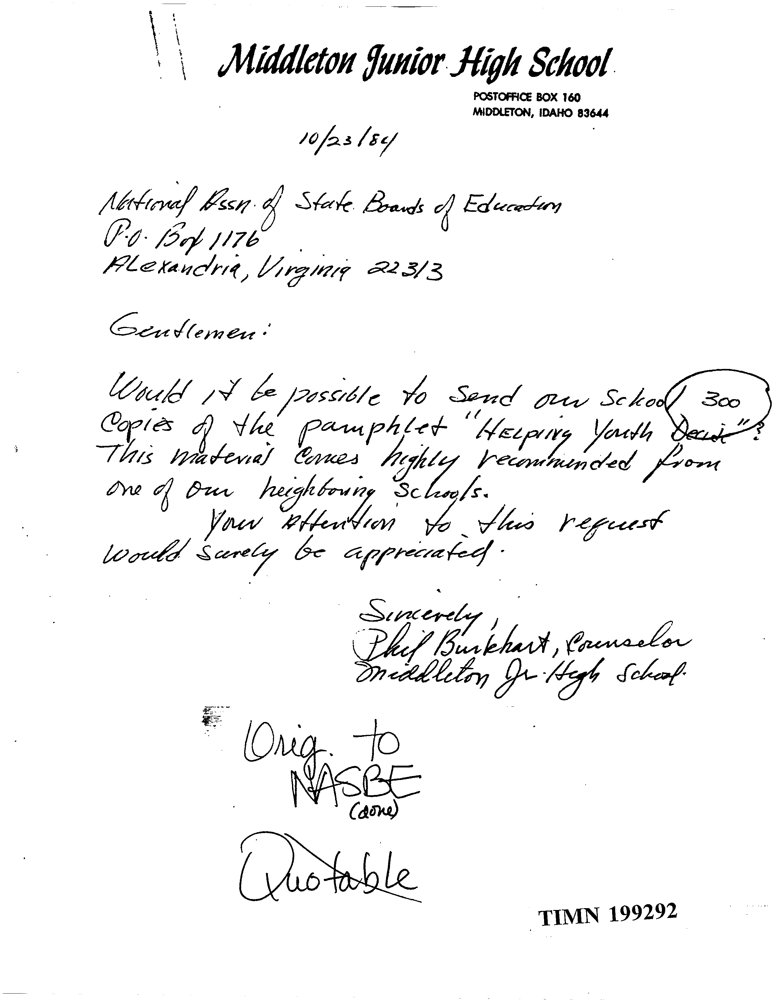 Middleton Junior High School
POSTOFFICE BOX 160
MIDDLETON, IDAHO 83644
10/23/84
National Assn. of State Boards of Education
P.O. Box 1176
Alexandria, Virginia 22313
Gentlemen:
Would it be possible to send our school 300
Copies of the pamphlet "Helping Youth Decide"?
This material comes highly recommended from
one of our neighboring schools.
Your attention to this request
would surely be appreciated.
Sincerely,
Phil Burkhart, Counselor
Middleton Jr. High School.
Orig. to
NASBE
(done)
Quotable
TIMN 199292